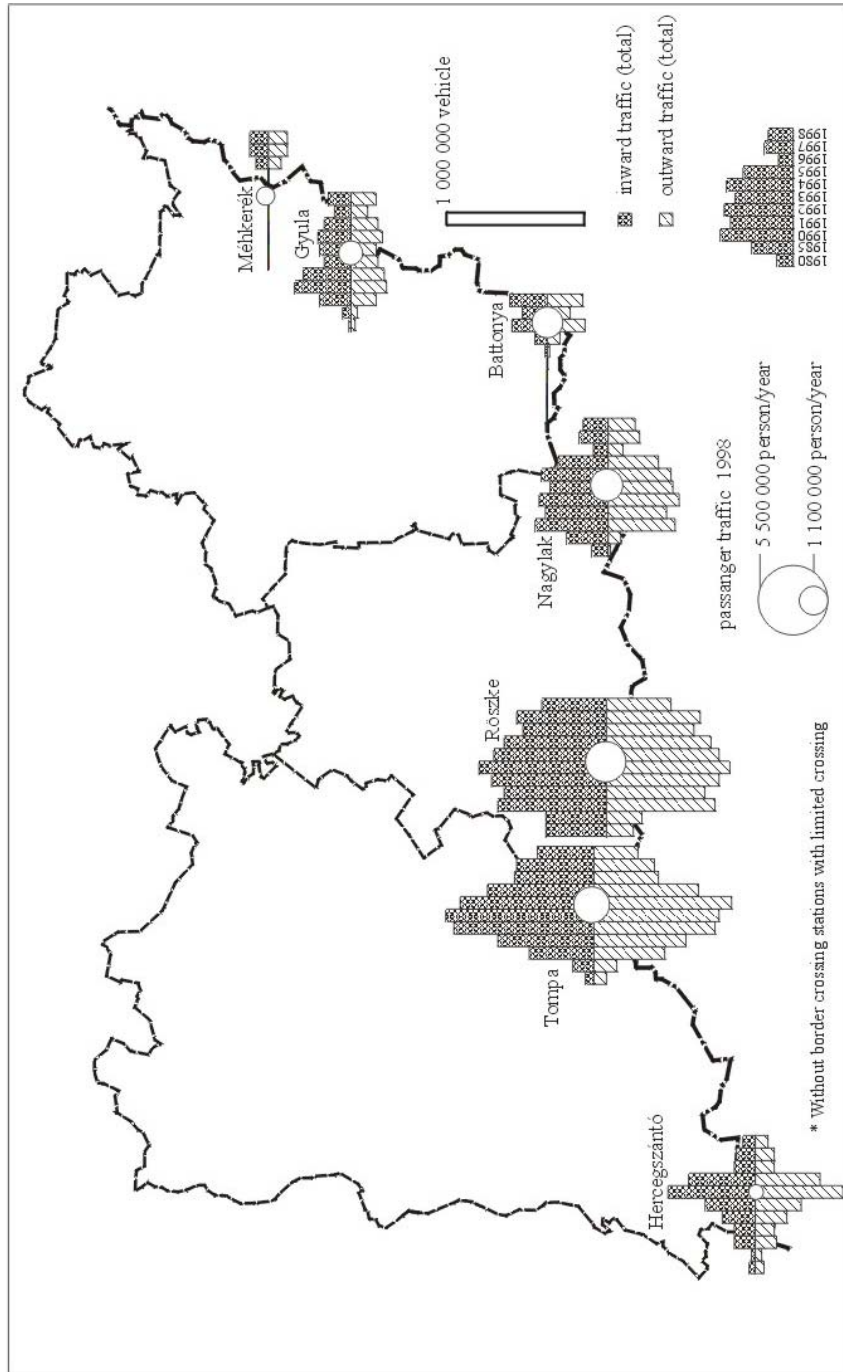 Méhkerék
Gyula
Battonya
Nagylak
Röszke
Tompa
Hercegszántó
1 000 000 vehicle
inward traffic (total)
outward traffic (total)
1980
1985
1990
1991
1992
1993
1994
1995
1996
1997
1998
passanger traffic 1998
5 500 000 person/year
1 100 000 person/year
* Without border crossing stations with limited crossing